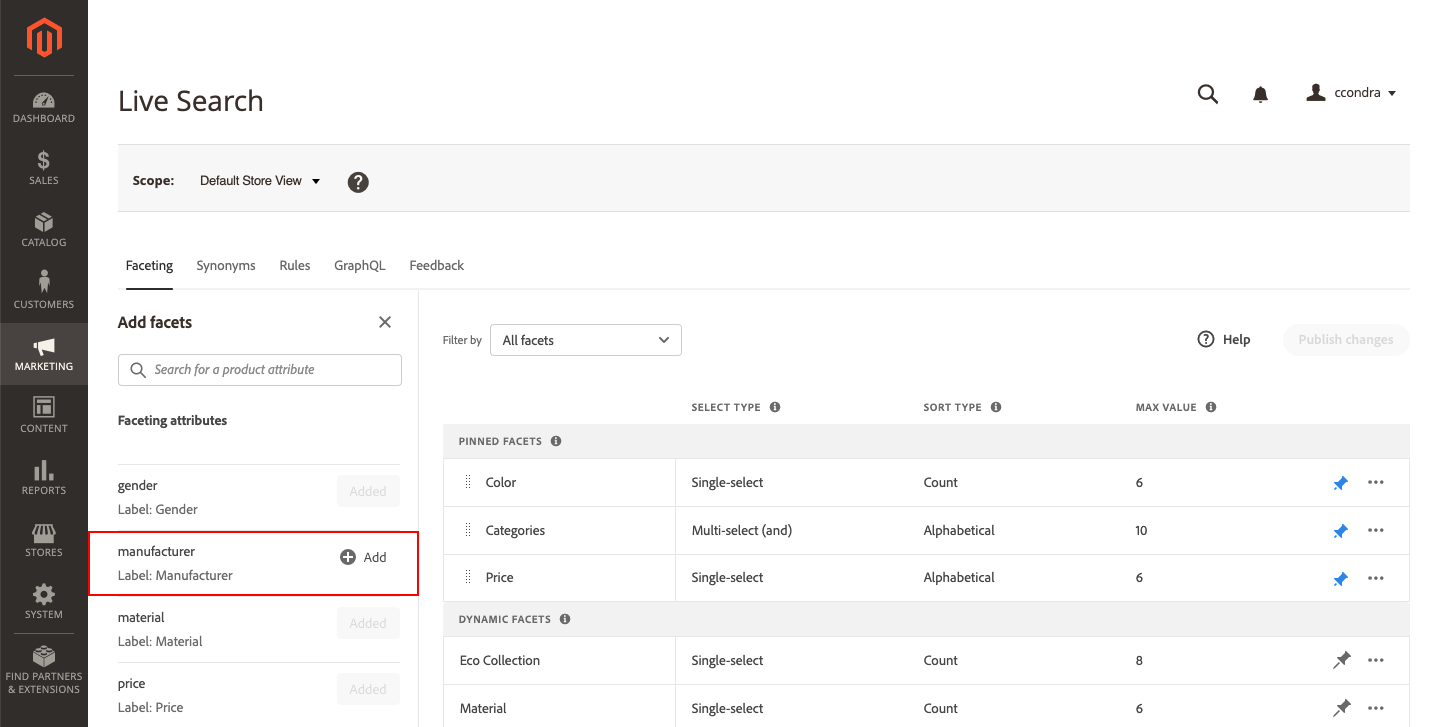 DASHBOARD
SALES
CATALOG
CUSTOMERS
MARKETING
CONTENT
REPORTS
STORES
SYSTEM
FIND PARTNERS
& EXTENSIONS
Live Search
ccondra
Scope: Default Store View
Faceting Synonyms Rules GraphQL Feedback
Add facets
Search for a product attribute
Faceting attributes
gender
Label: Gender
Added
manufacturer
Label: Manufacturer
Add
material
Label: Material
Added
price
Label: Price
Added
Filter by All facets
Help
Publish changes
SELECT TYPE SORT TYPE MAX VALUE
PINNED FACETS
Color Single-select Count 6
Categories Multi-select (and) Alphabetical 10
Price Single-select Alphabetical 6
DYNAMIC FACETS
Eco Collection Single-select Count 8
Material Single-select Count 6